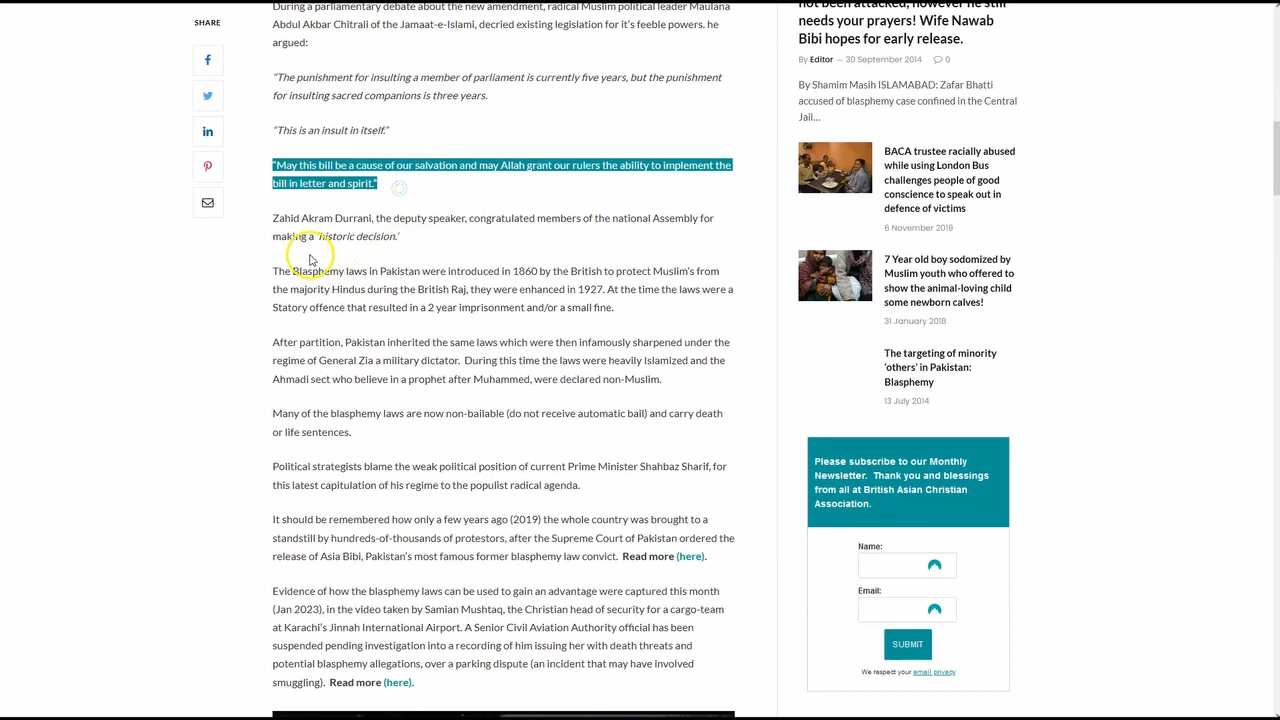 SHARE
During a parliamentary debate about the new amendment, radical Muslim political leader Maulana
Abdul Akbar Chitrali of the Jamaat-e-Islami, decried existing legislation for it's feeble powers. he
argued:
“The punishment for insulting a member of parliament is currently five years, but the punishment
for insulting sacred companions is three years.
“This is an insult in itself.”
“May this bill be a cause of our salvation and may Allah grant our rulers the ability to implement the
bill in letter and spirit.”
Zahid Akram Durrani, the deputy speaker, congratulated members of the national Assembly for
making a ‘historic decision.’
The Blasphemy laws in Pakistan were introduced in 1860 by the British to protect Muslim's from
the majority Hindus during the British Raj, they were enhanced in 1927. At the time the laws were a
Statory offence that resulted in a 2 year imprisonment and/or a small fine.
After partition, Pakistan inherited the same laws which were then infamously sharpened under the
regime of General Zia a military dictator. During this time the laws were heavily Islamized and the
Ahmadi sect who believe in a prophet after Muhammed, were declared non-Muslim.
Many of the blasphemy laws are now non-bailable (do not receive automatic bail) and carry death
or life sentences.
Political strategists blame the weak political position of current Prime Minister Shahbaz Sharif, for
this latest capitulation of his regime to the populist radical agenda.
It should be remembered how only a few years ago (2019) the whole country was brought to a
standstill by hundreds-of-thousands of protestors, after the Supreme Court of Pakistan ordered the
release of Asia Bibi, Pakistan's most famous former blasphemy law convict. Read more (here).
Evidence of how the blasphemy laws can be used to gain an advantage were captured this month
(Jan 2023), in the video taken by Samian Mushtaq, the Christian head of security for a cargo-team
at Karachi's Jinnah International Airport. A Senior Civil Aviation Authority official has been
suspended pending investigation into a recording of him issuing her with death threats and
potential blasphemy allegations, over a parking dispute (an incident that may have involved
smuggling). Read more (here).
not been attacked, however he still
needs your prayers! Wife Nawab
Bibi hopes for early release.
By Editor — 30 September 2014 0
By Shamim Masih ISLAMABAD: Zafar Bhatti
accused of blasphemy case confined in the Central
Jail...
BACA trustee racially abused
while using London Bus
challenges people of good
conscience to speak out in
defence of victims
6 November 2019
7 Year old boy sodomized by
Muslim youth who offered to
show the animal-loving child
some newborn calves!
31 January 2018
The targeting of minority
‘others’ in Pakistan:
Blasphemy
13 July 2014
Please subscribe to our Monthly
Newsletter. Thank you and blessings
from all at British Asian Christian
Association.
Name:
Email:
SUBMIT
We respect your email privacy